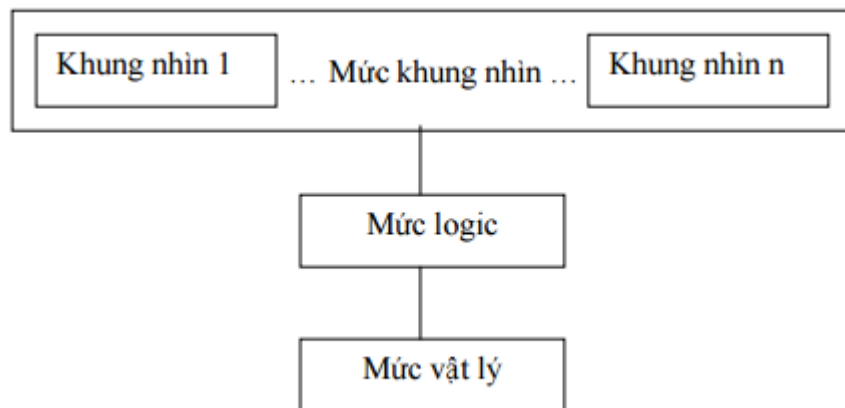 Khung nhìn 1 … Mức khung nhìn … Khung nhìn n
Mức logic
Mức vật lý